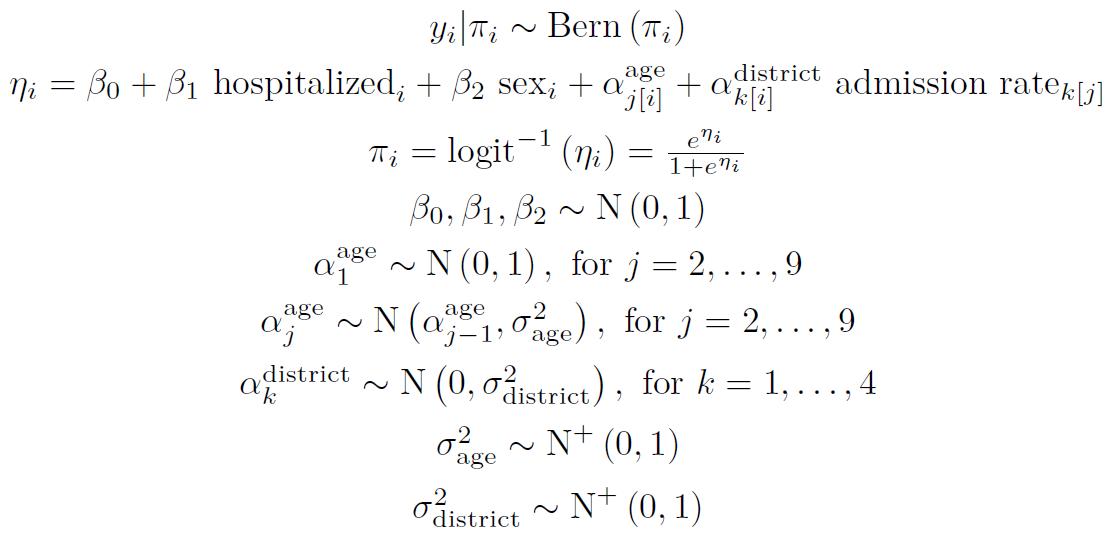 y_i|π_i ∼ Bern (π_i)
η_i = β_0 + β_1 hospitalized_i + β_2 sex_i + α^age_{j[i]} + α^district_{k[i]} admission rate_{k[j]}
π_i = logit^{−1} (η_i) = e^{η_i} / 1+e^{η_i}
β_0, β_1, β_2 ∼ N (0, 1)
α^age_1 ∼ N (0, 1) , for j = 2, . . . , 9
α^age_j ∼ N (α^age_{j−1}, σ^2_age) , for j = 2, . . . , 9
α^district_k ∼ N (0, σ^2_district) , for k = 1, . . . , 4
σ^2_age ∼ N^+ (0, 1)
σ^2_district ∼ N^+ (0, 1)